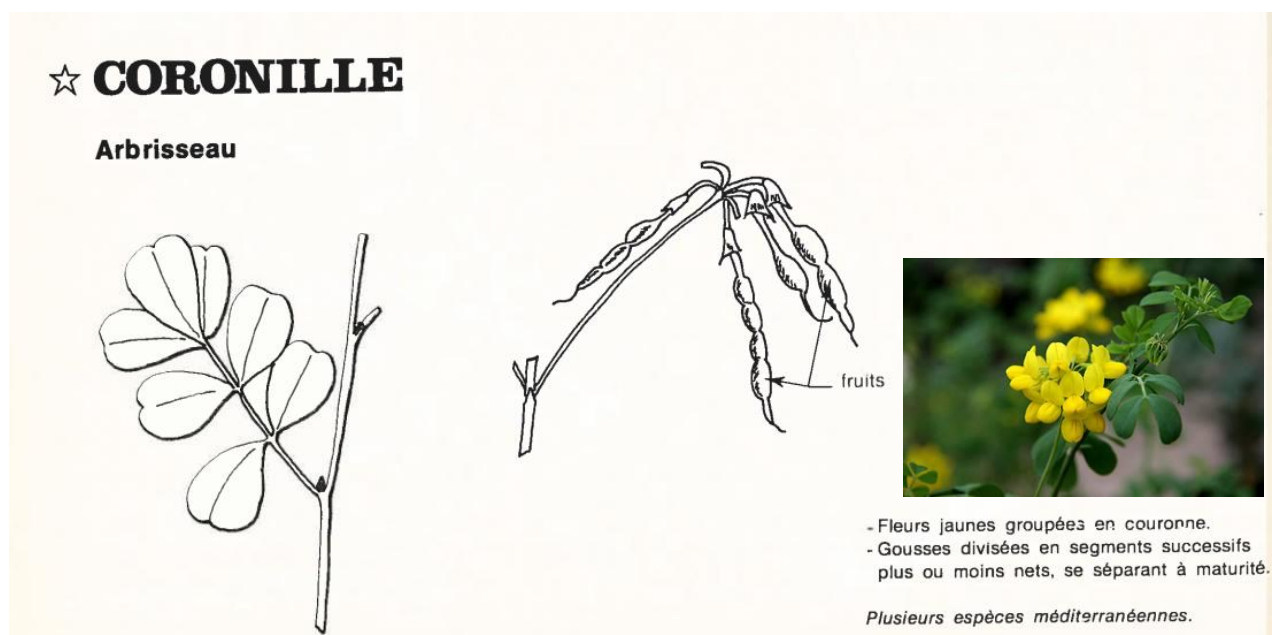 ☆ CORONILLE
Arbrisseau
fruits
- Fleurs jaunes groupées en couronne.
- Gousses divisées en segments successifs
plus ou moins nets, se séparant à maturité.
Plusieurs espèces méditerranéennes.